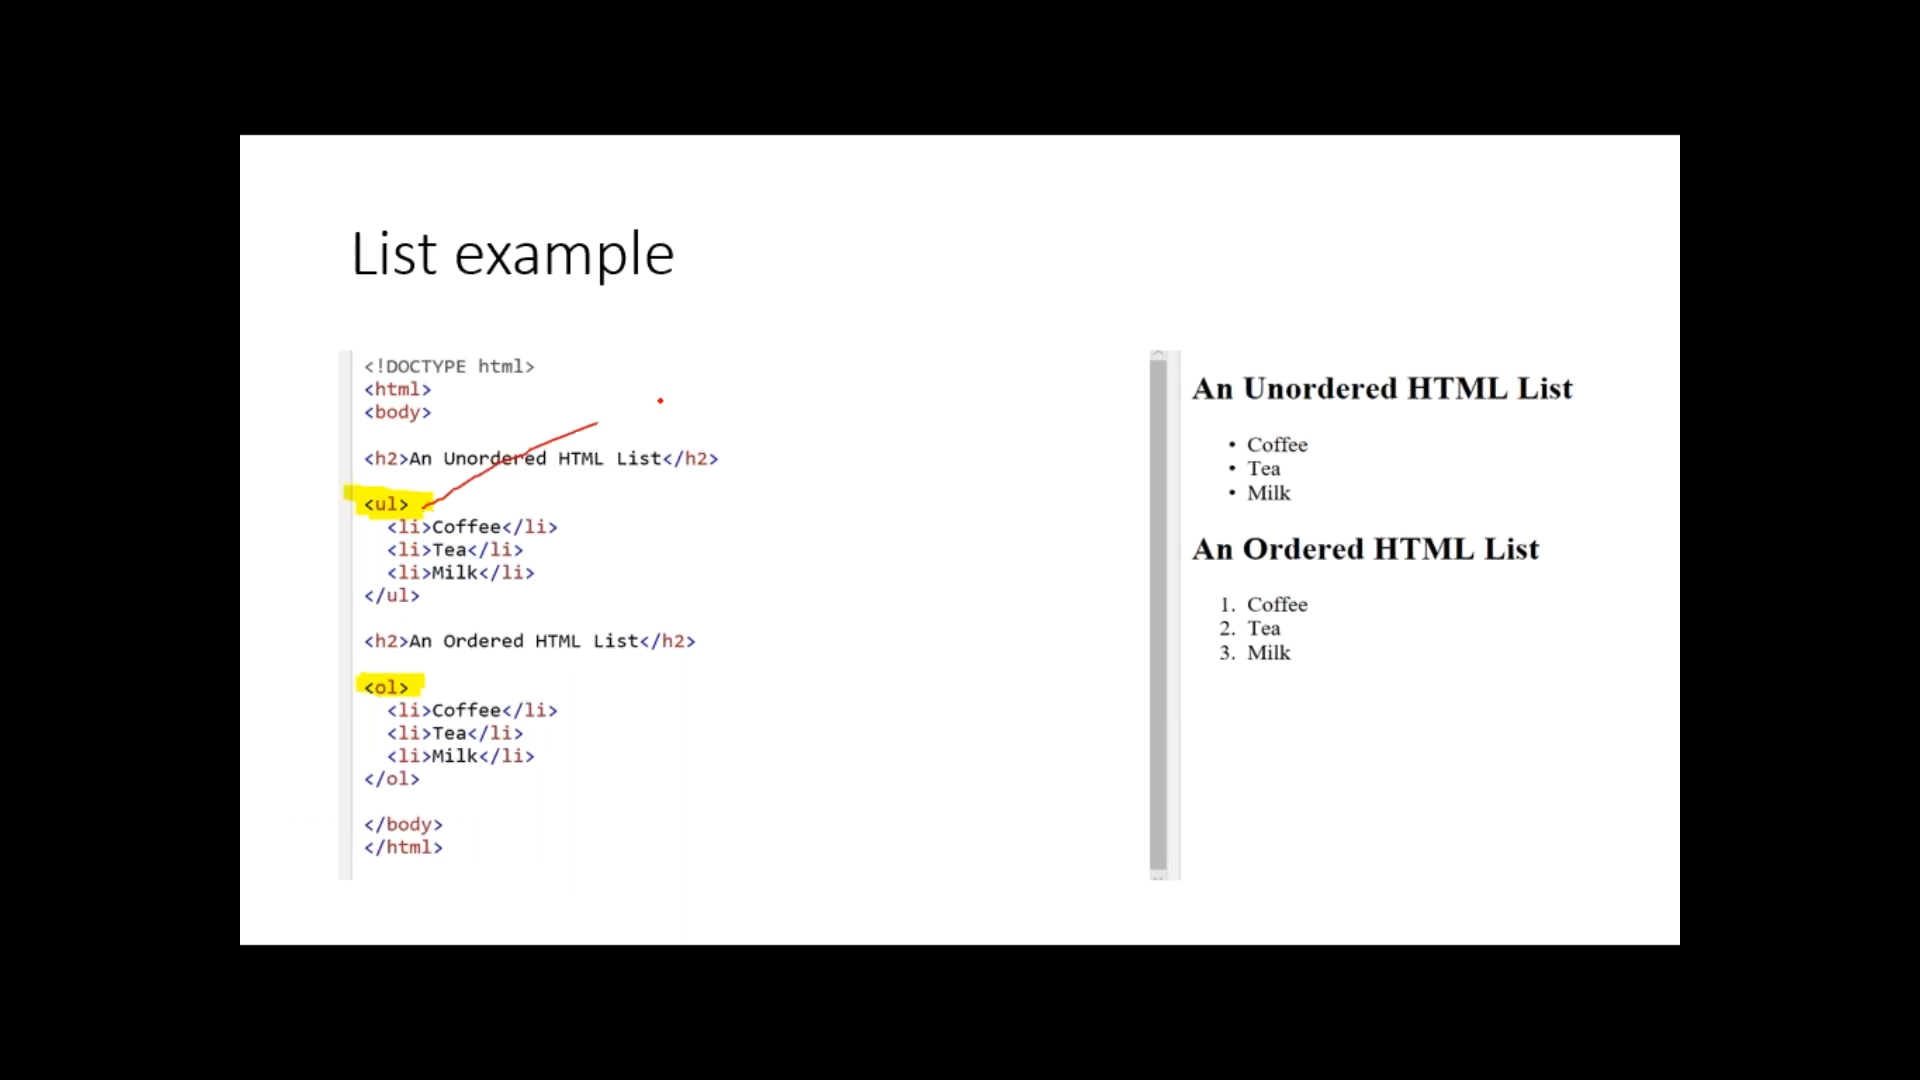 List example
<!DOCTYPE html>
<html>
<body>
<h2>An Unordered HTML List</h2>
<ul>
<li>Coffee</li>
<li>Tea</li>
<li>Milk</li>
</ul>
<h2>An Ordered HTML List</h2>
<ol>
<li>Coffee</li>
<li>Tea</li>
<li>Milk</li>
</ol>
</body>
</html>
An Unordered HTML List
• Coffee
• Tea
• Milk
An Ordered HTML List
1. Coffee
2. Tea
3. Milk